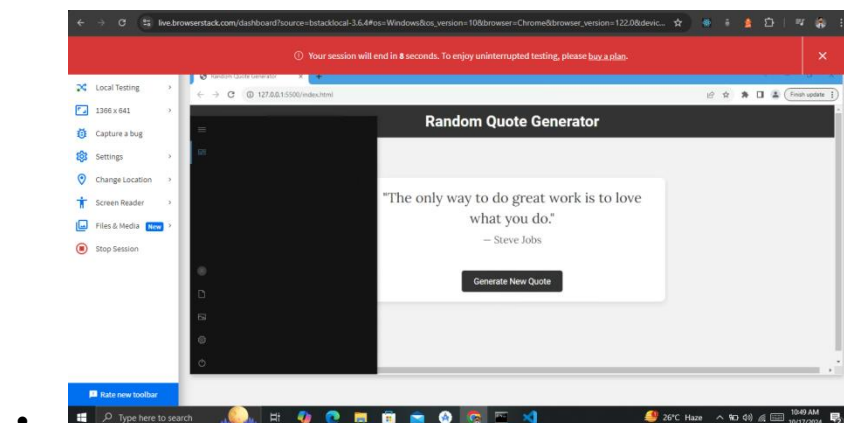 live.browserstack.com/dashboard?source=bstacklocal-3.6.4#os=Windows&os_version=10&browser=Chrome&browser_version=122.0&devic...
Your session will end in 8 seconds. To enjoy uninterrupted testing, please buy a plan.
Random Quote Generator
Local Testing
127.0.0.1:5500/index.html
Finish update
1366 x 641
Random Quote Generator
Capture a bug
Settings
Change Location
Screen Reader
Files & Media New
Stop Session
"The only way to do great work is to love
what you do."
— Steve Jobs
Generate New Quote
Rate new toolbar
Type here to search
26°C Haze
10:49 AM
10/17/2024